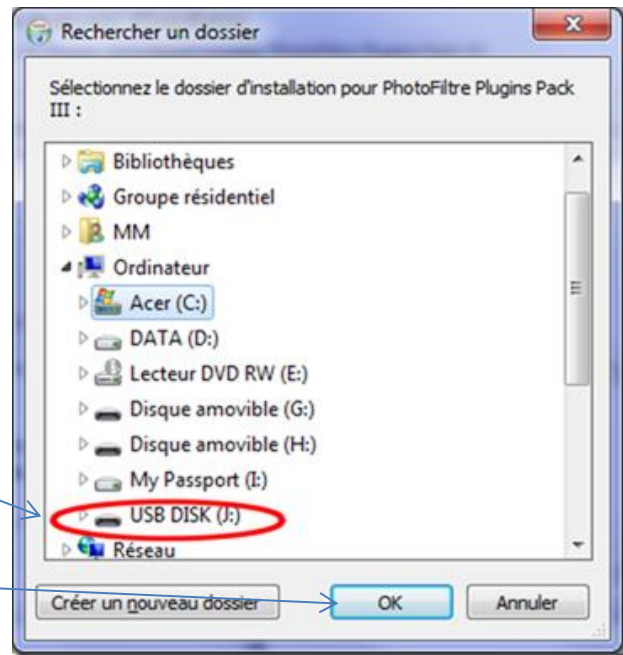 Rechercher un dossier
Sélectionnez le dossier d'installation pour PhotoFiltre Plugins Pack
III :
Bibliothèques
Groupe résidentiel
MM
Ordinateur
Acer (C:)
DATA (D:)
Lecteur DVD RW (E:)
Disque amovible (G:)
Disque amovible (H:)
My Passport (I:)
USB DISK (J:)
Réseau
Créer un nouveau dossier
OK
Annuler